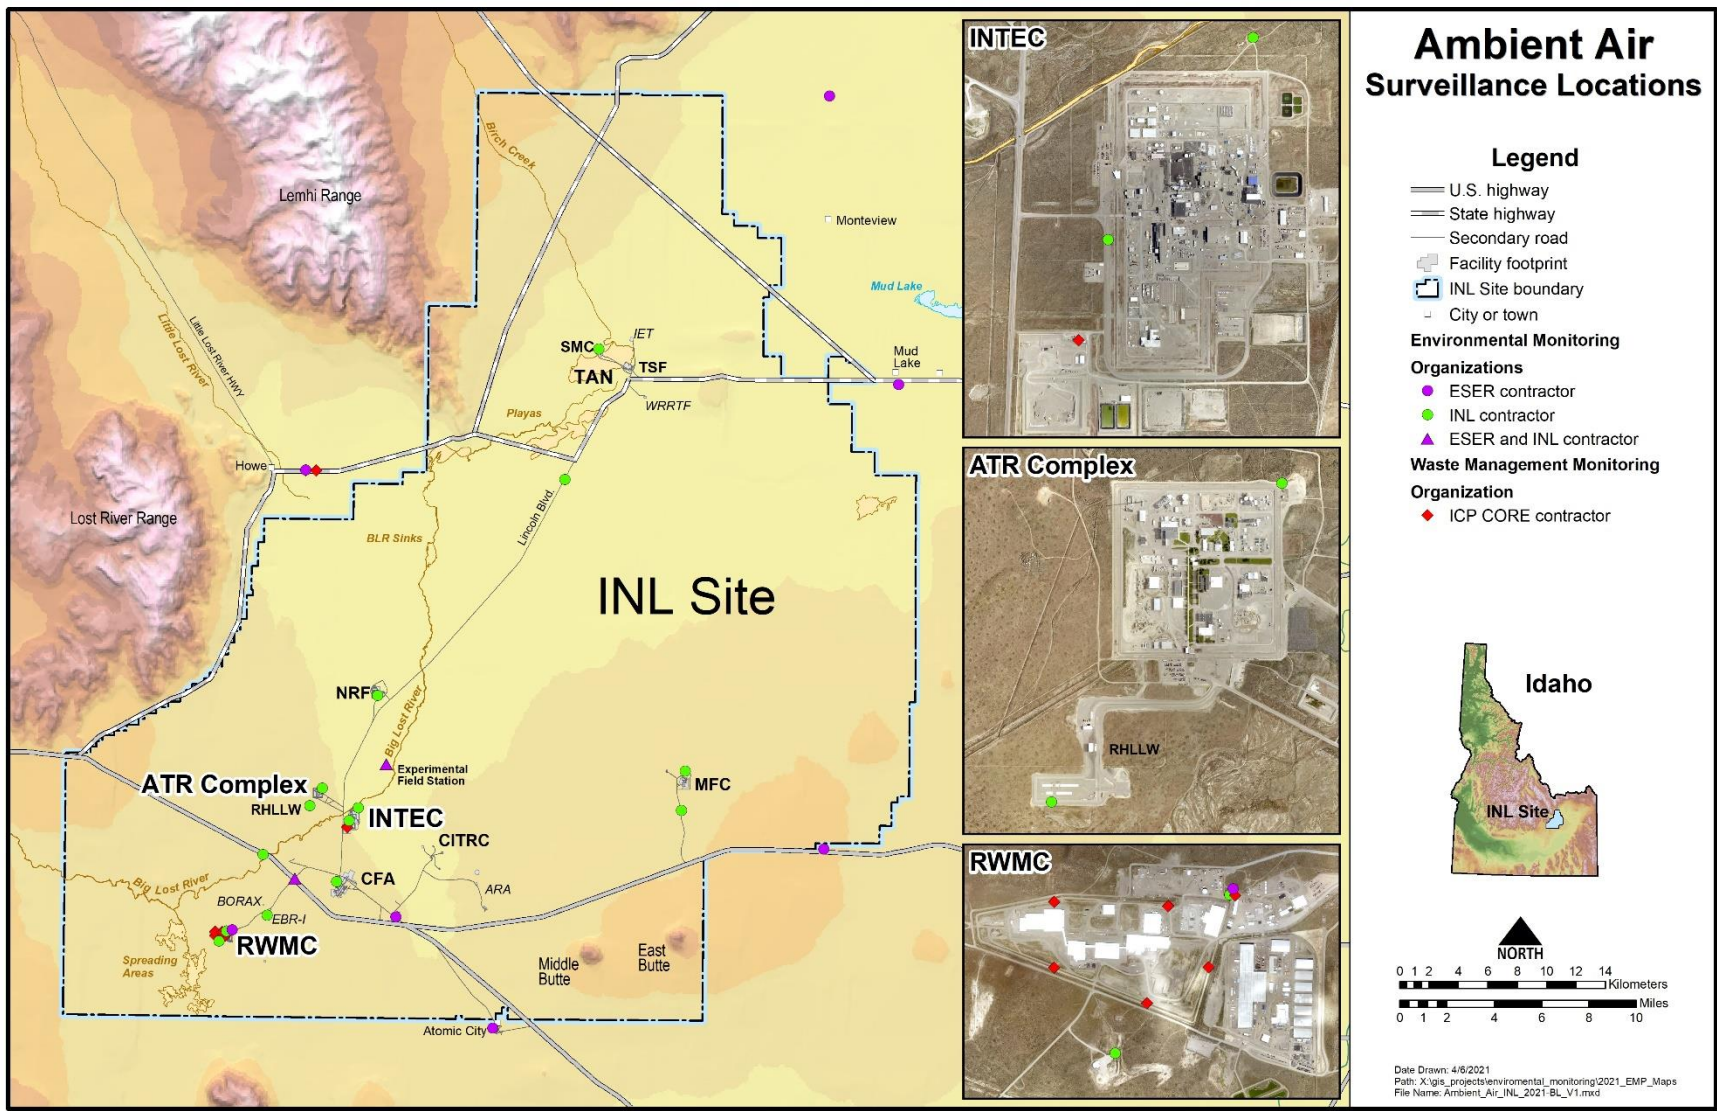 Ambient Air
Surveillance Locations
Legend
U.S. highway
State highway
Secondary road
Facility footprint
INL Site boundary
City or town
Environmental Monitoring
Organizations
ESER contractor
INL contractor
ESER and INL contractor
Waste Management Monitoring
Organization
ICP CORE contractor
Idaho
INL Site
NORTH
0 1 2 4 6 8 10 12 14
Kilometers
Miles
0 1 2 4 6 8 10
Date Drawn: 4/6/2021
Path: X:\gis_projects\enviromental_monitoring\2021_EMP_Maps
File Name: Ambient_Air_INL_2021-BL_V1.mxd
INTEC
ATR Complex
RHLLW
RWMC
Birch Creek
Lemhi Range
Monteview
Mud Lake
Little Lost River
Little Lost River HWY
IET
SMC
TSF
TAN
Mud
Lake
WRRTF
Playas
Howe
Lost River Range
BLR Sinks
Lincoln Blvd.
INL Site
NRF
Big Lost River
Experimental
Field Station
ATR Complex
RHLLW
INTEC
MFC
CITRC
CFA
ARA
Big Lost River
BORAX
EBR-I
RWMC
Spreading
Areas
Middle
Butte
East
Butte
Atomic City